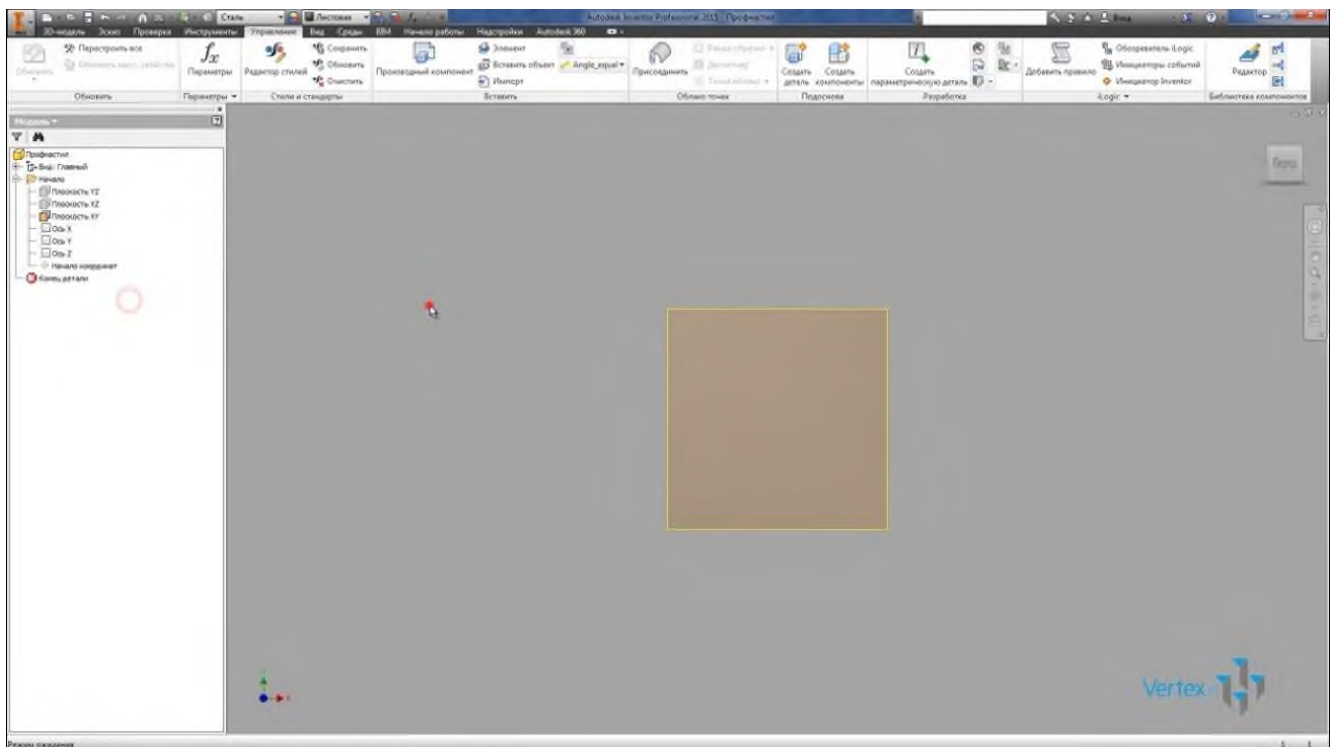 Сталь
Листовая
Autodesk Inventor Professional 2015 Профнастил
3D-модель Эскиз Проверка Инструменты Управление Вид Среды BIM Начало работы Надстройки Autodesk 360
Перестроить все
Обновить
Обновить
Параметры
Параметры
Редактор стилей
Сохранить
Обновить
Очистить
Стили и стандарты
Производный компонент
Элемент
Вставить объект
Импорт
Angle_equal
Вставить
Присоединить
Облако точек
Создать деталь
Создать компоненты
Подоснова
Создать параметрическую деталь
Разработка
Добавить правило
Обозреватель iLogic
Инициаторы событий
Инициатор Inventor
iLogic
Редактор
Библиотека компонентов
Модель
Профнастил
Вид: Главный
Начало
Плоскость YZ
Плоскость XZ
Плоскость XY
Ось X
Ось Y
Ось Z
Начало координат
Конец детали
Перед
Vertex
Режим ожидания
1 1